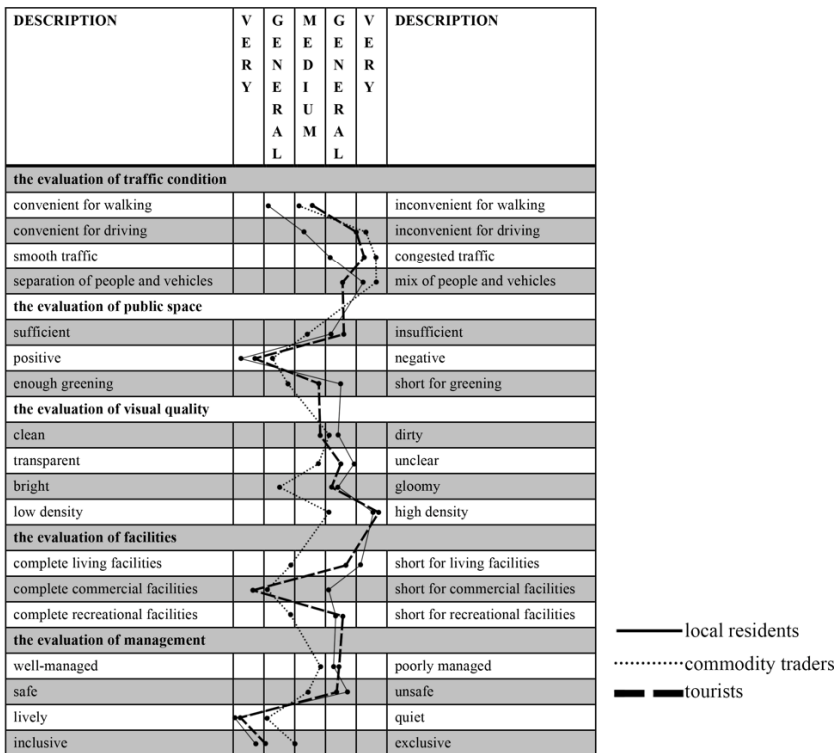 DESCRIPTION VERY GENERAL MEDIUM GENERAL VERY DESCRIPTION
the evaluation of traffic condition
convenient for walking inconvenient for walking
convenient for driving inconvenient for driving
smooth traffic congested traffic
separation of people and vehicles mix of people and vehicles
the evaluation of public space
sufficient insufficient
positive negative
enough greening short for greening
the evaluation of visual quality
clean dirty
transparent unclear
bright gloomy
low density high density
the evaluation of facilities
complete living facilities short for living facilities
complete commercial facilities short for commercial facilities
complete recreational facilities short for recreational facilities
the evaluation of management
well-managed poorly managed
safe unsafe
lively quiet
inclusive exclusive
local residents
commodity traders
tourists